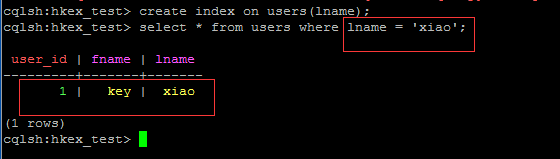 cqlsh:hkex_test> create index on users(lname);
cqlsh:hkex_test> select * from users where lname = 'xiao';
user_id | fname | lname
---------+-------+-------
1 | key | xiao
(1 rows)
cqlsh:hkex_test>